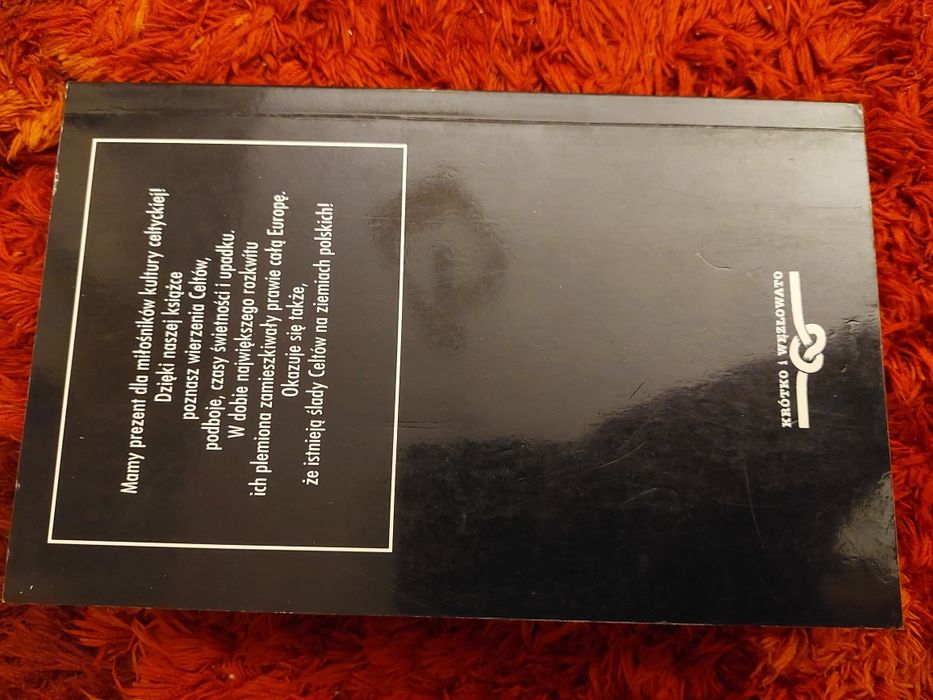 Mamy prezent dla miłośników kultury celtyckiej!
Dzięki naszej książce
poznasz wierzenia Celtów,
podboje, czasy świetności i upadku.
W dobie największego rozkwitu
ich plemiona zamieszkiwały prawie całą Europę.
Okazuje się także,
że istnieją ślady Celtów na ziemiach polskich!
KRÓTKO i WĘZŁOWATO